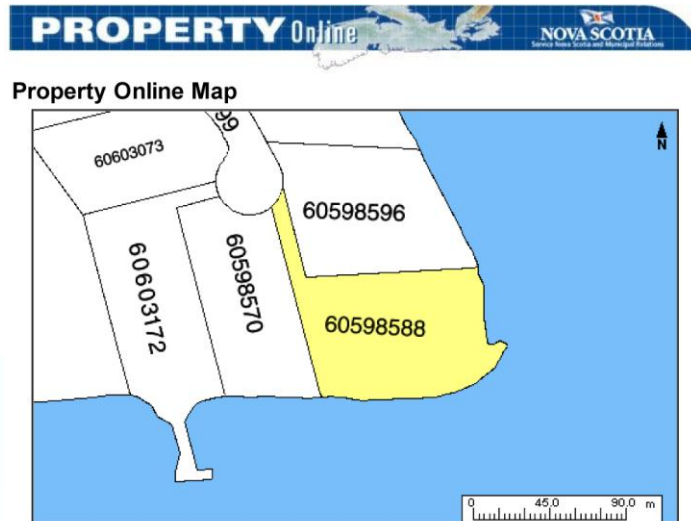 PROPERTY Online
NOVA SCOTIA
Service Nova Scotia and Municipal Relations
Property Online Map
99
N
60603073
60598596
60603172
60598570
60598588
0 45.0 90.0 m